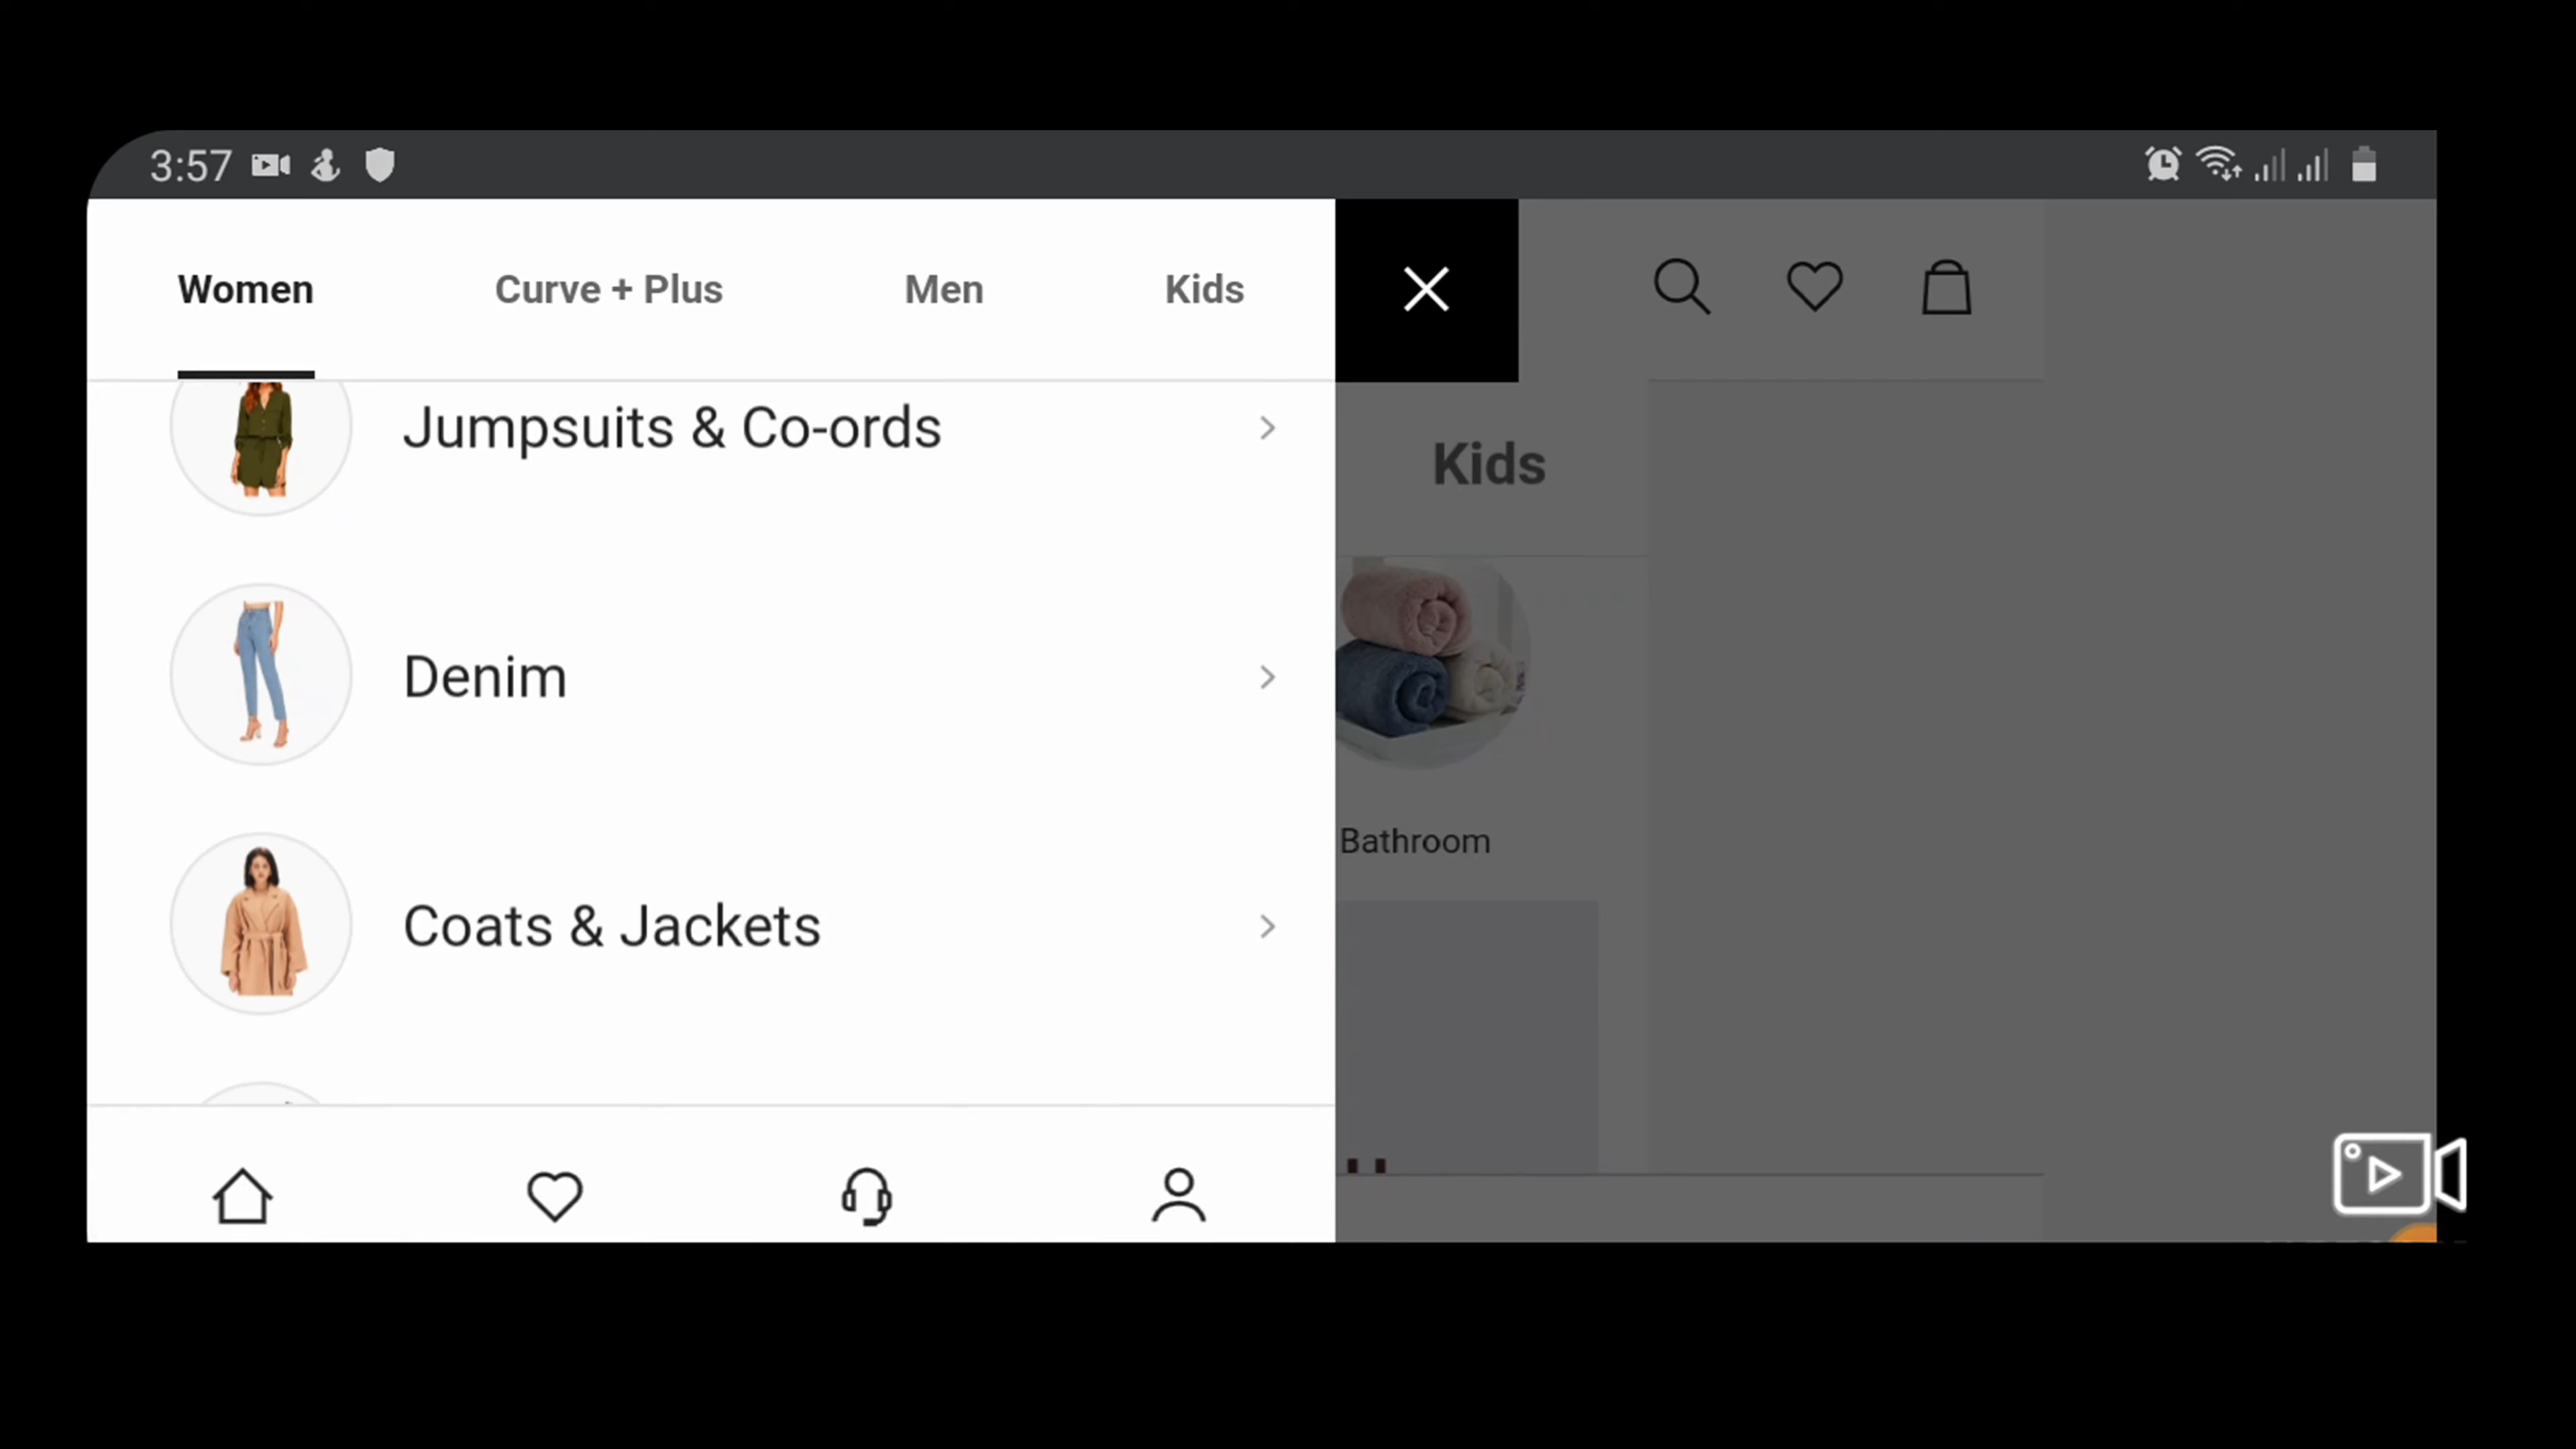 3:57
Women Curve + Plus Men Kids
Jumpsuits & Co-ords
Kids
Denim
Bathroom
Coats & Jackets